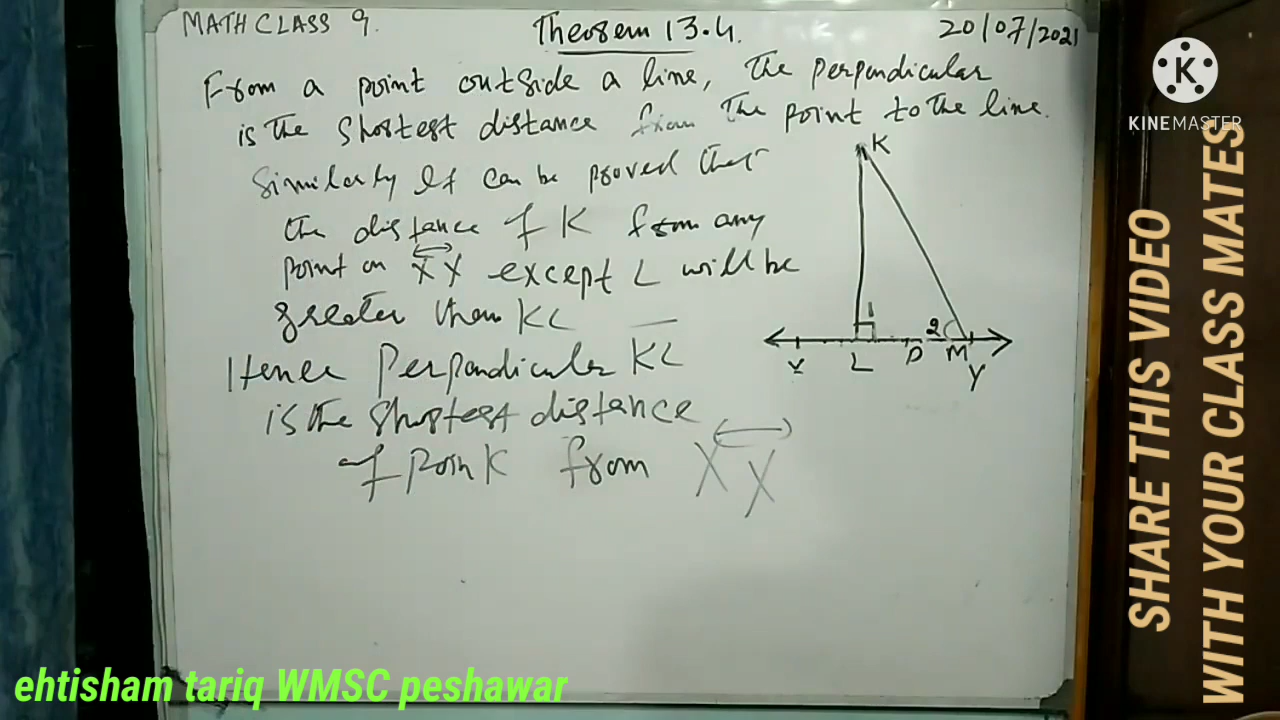 MATH CLASS 9.
Theorem 13.4.
20/07/2021
From a point outside a line, the perpendicular
is the shortest distance from the point to the line.
Similarly It can be proved that
the distance of K from any
point on XY except L will be
greater than KL
Hence Perpendicular KL
is the shortest distance
of poin K from XY
K
1
2
X L P M Y
K
KINEMASTER
SHARE THIS VIDEO
WITH YOUR CLASS MATES
ehtisham tariq WMSC peshawar